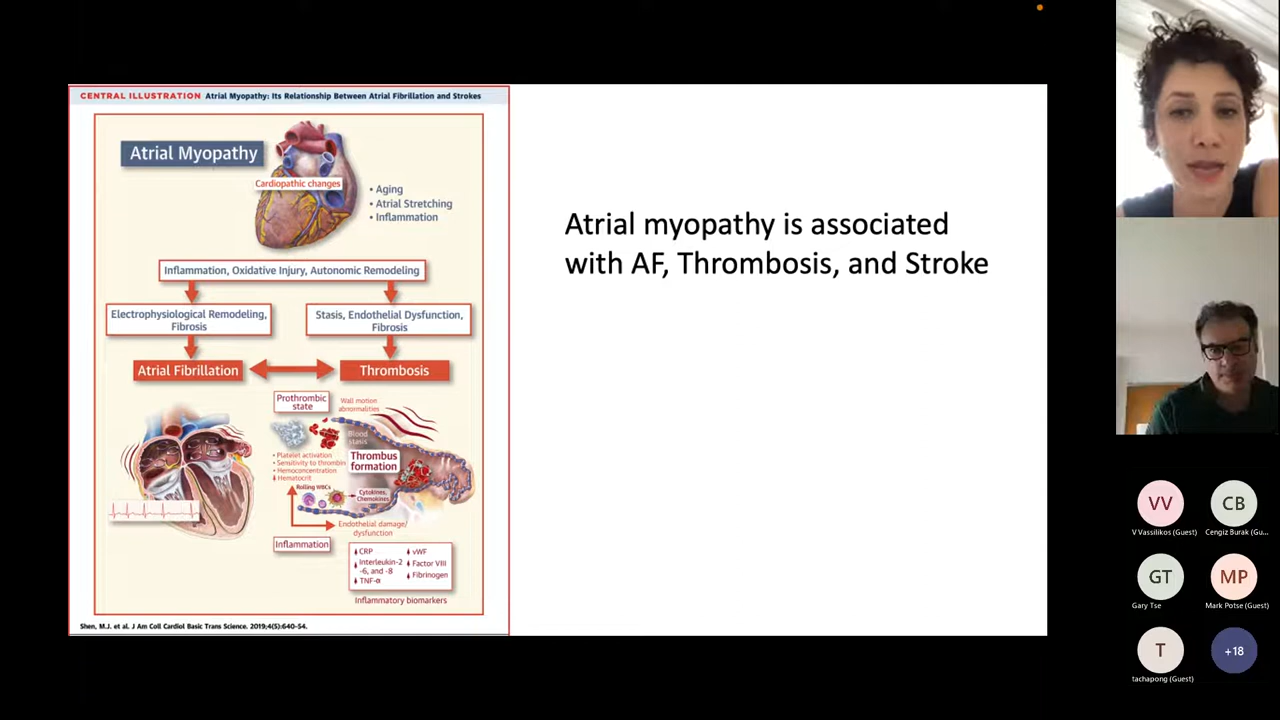 CENTRAL ILLUSTRATION Atrial Myopathy: Its Relationship Between Atrial Fibrillation and Strokes
Atrial Myopathy
Cardiopathic changes
• Aging
• Atrial Stretching
• Inflammation
Inflammation, Oxidative Injury, Autonomic Remodeling
Electrophysiological Remodeling,
Fibrosis
Stasis, Endothelial Dysfunction,
Fibrosis
Atrial Fibrillation
Thrombosis
Prothrombic
state
Wall motion
abnormalities
Blood
stasis
• Platelet activation
• Sensitivity to thrombin
• Hemoconcentration
Hematocrit
Thrombus
formation
Rolling WBCs
Cytokines,
Chemokines
Endothelial damage/
dysfunction
Inflammation
CRP
Interleukin-2
-6, and -8
TNF-α
vWF
Factor VIII
Fibrinogen
Inflammatory biomarkers
Shen, M.J. et al. J Am Coll Cardiol Basic Trans Science. 2019;4(5):640-54.
Atrial myopathy is associated
with AF, Thrombosis, and Stroke
VV
V Vassilikos (Guest)
CB
Cengiz Burak (Gu...
GT
Gary Tse
MP
Mark Potse (Guest)
T
tachapong (Guest)
+18